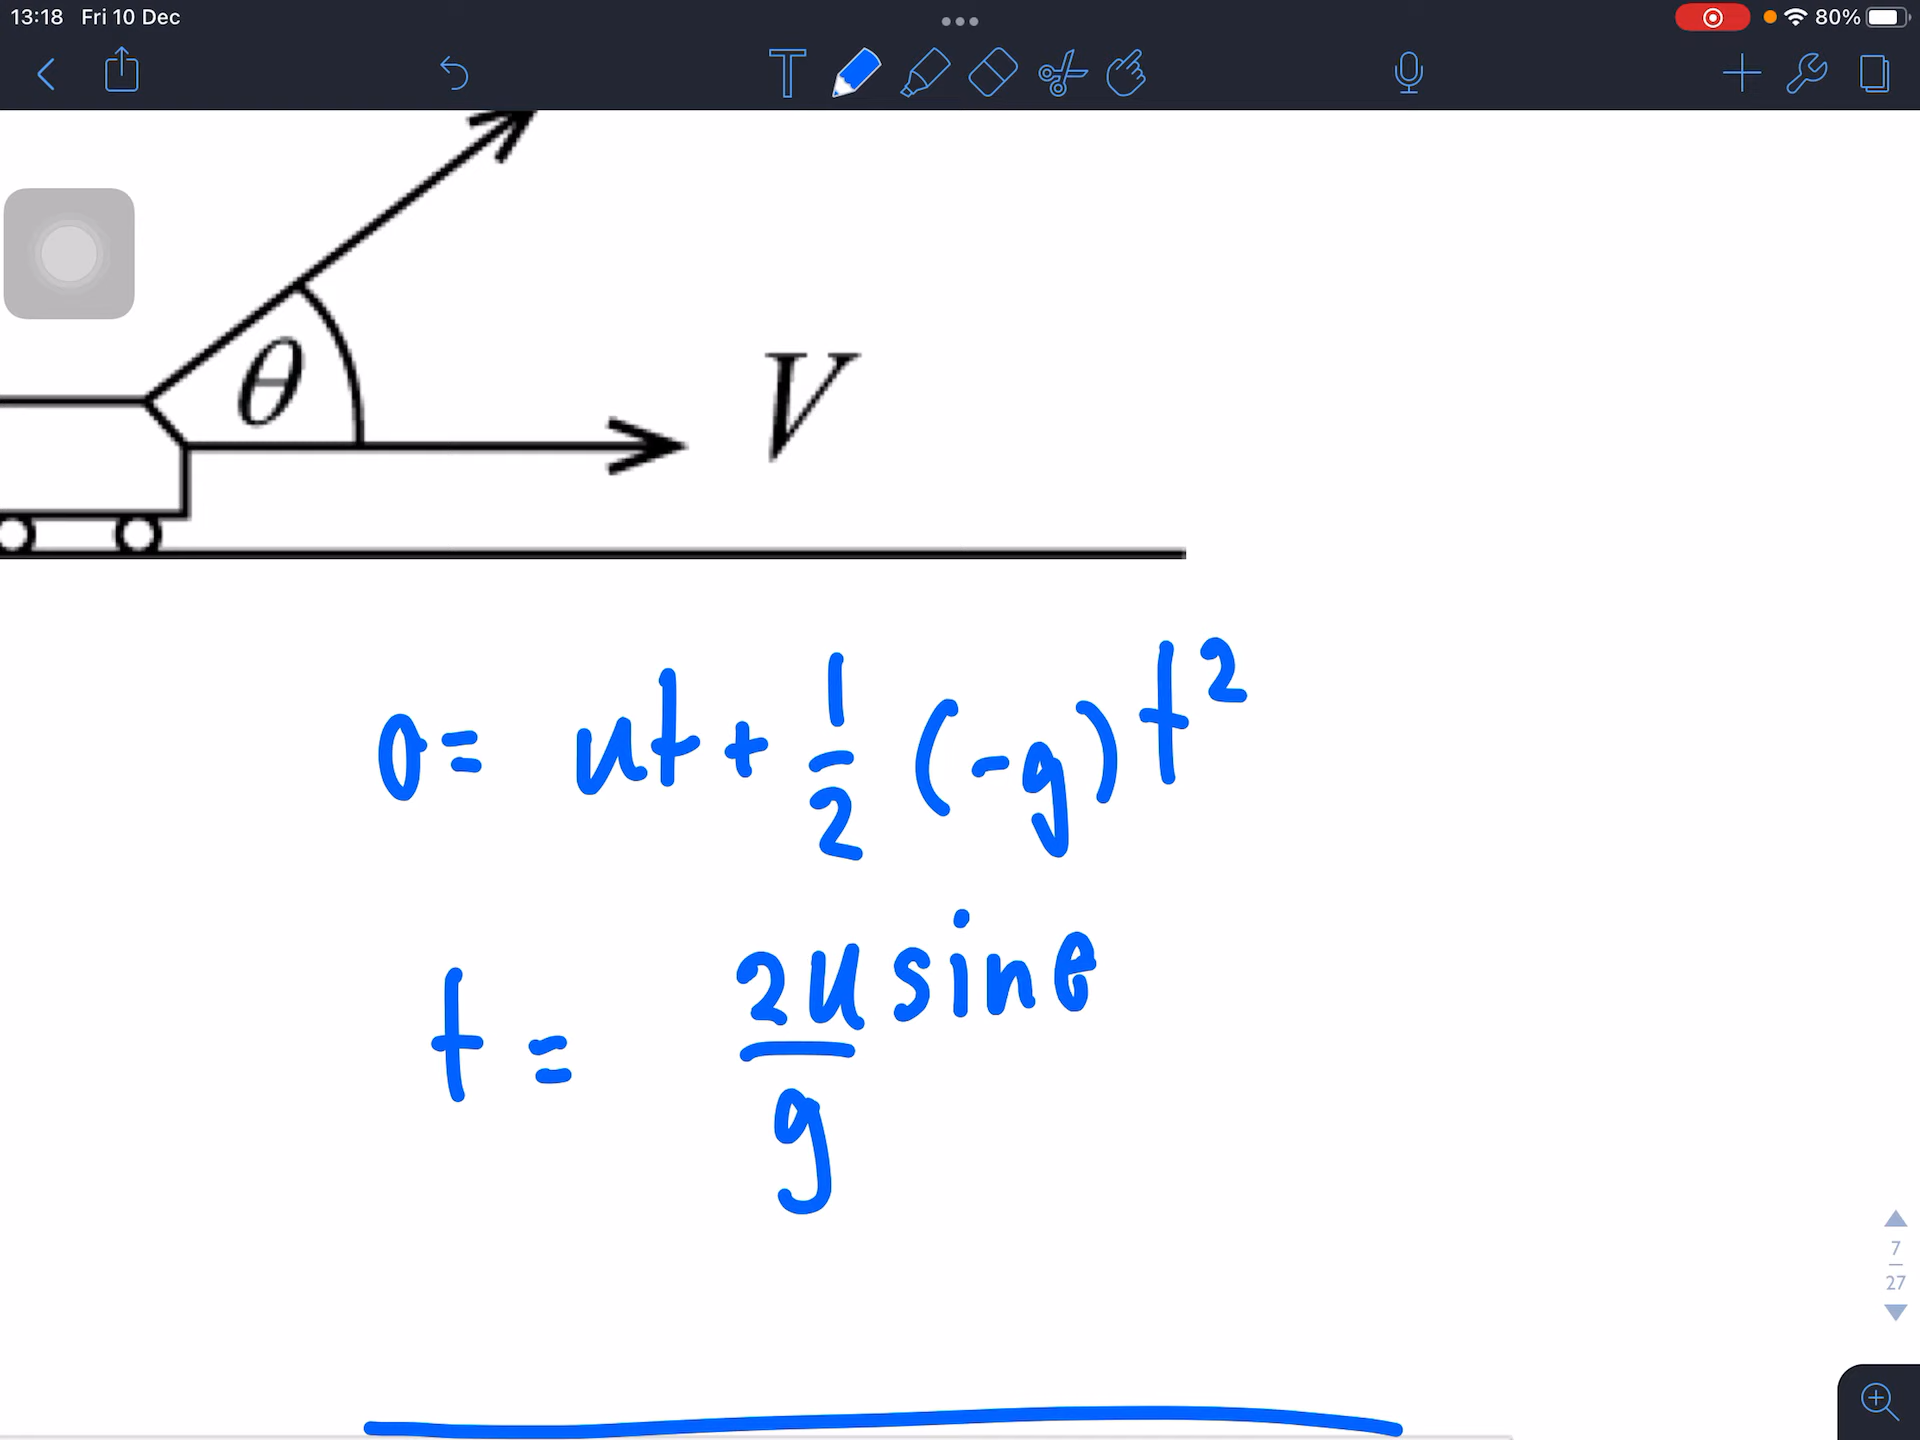 13:18 Fri 10 Dec 80%
T
θ
V
0 = ut + 1/2 (-g) t²
t = 2u sinθ / g
7
27